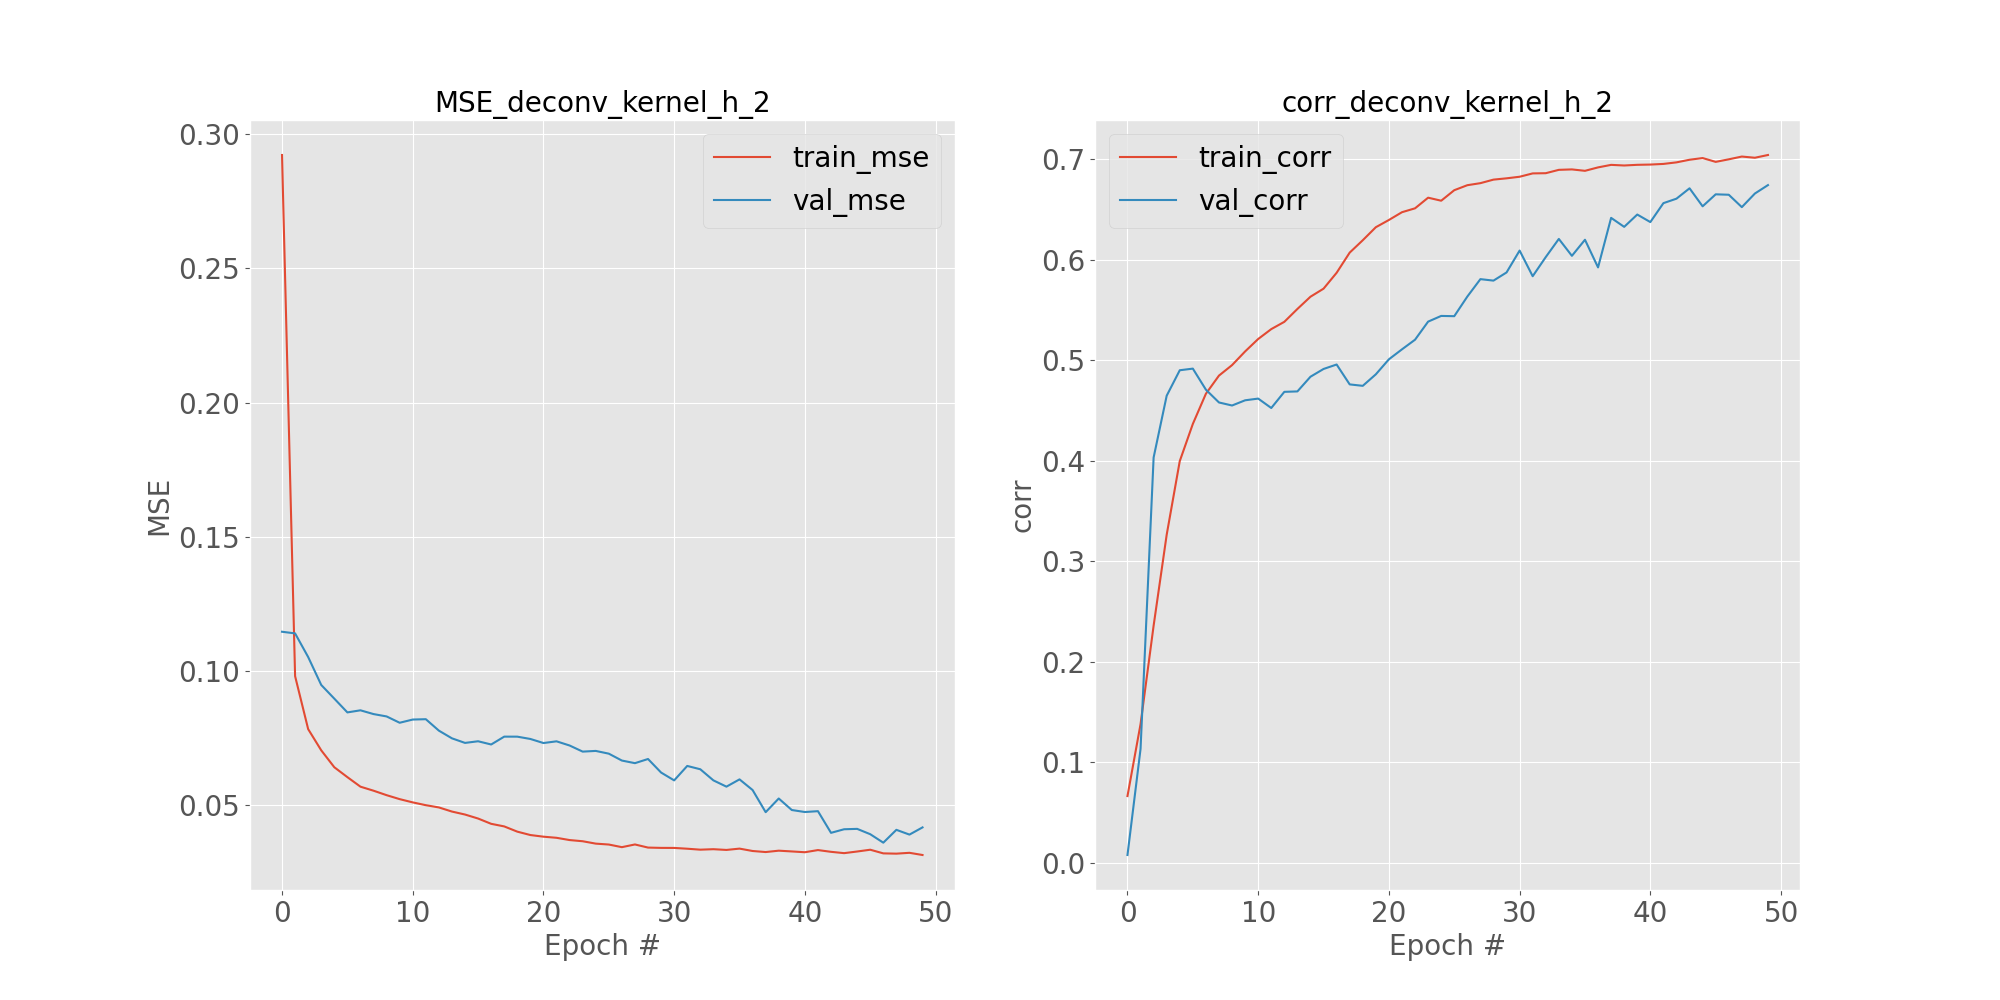 MSE_deconv_kernel_h_2
0.30
0.25
0.20
0.15
0.10
0.05
MSE
train_mse
val_mse
0 10 20 30 40 50
Epoch #
corr_deconv_kernel_h_2
0.7
0.6
0.5
0.4
0.3
0.2
0.1
0.0
corr
train_corr
val_corr
0 10 20 30 40 50
Epoch #